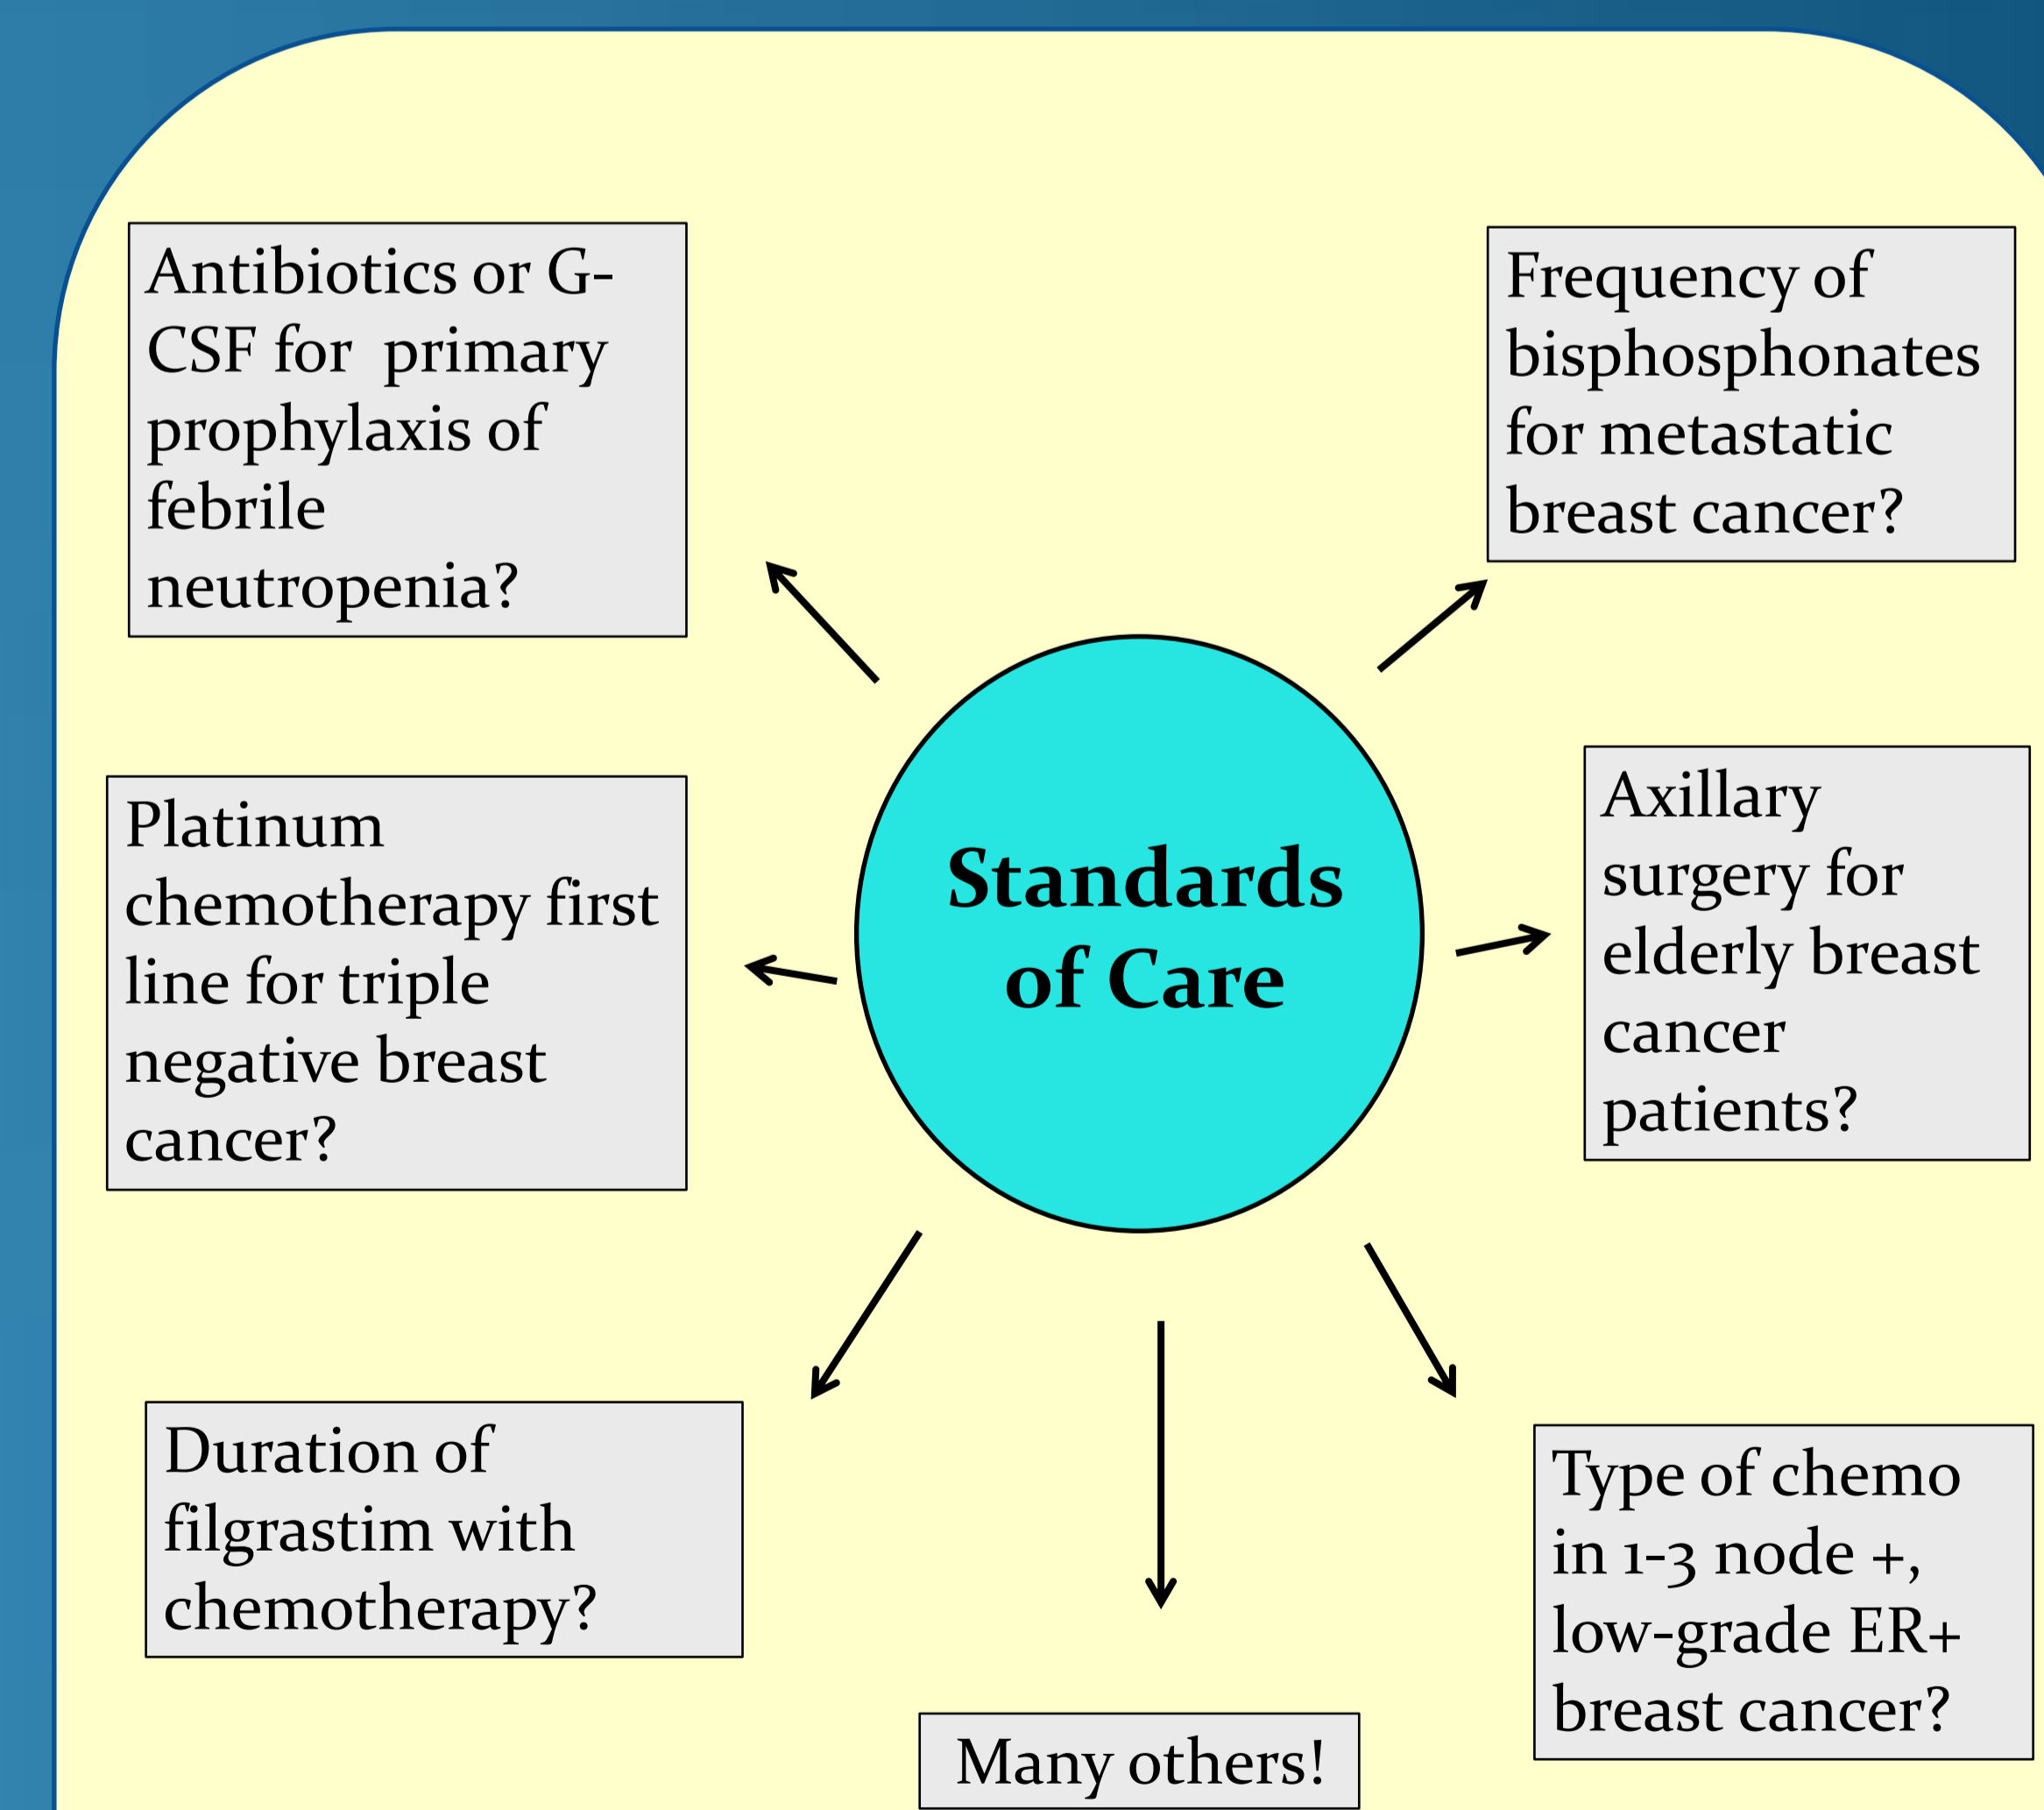 Antibiotics or G-
CSF for  primary
prophylaxis of
febrile
neutropenia?
Frequency of
bisphosphonates
for metastatic
breast cancer?
Platinum
chemotherapy first
line for triple
negative breast
cancer?
Standards
of Care
Axillary
surgery for
elderly breast
cancer
patients?
Duration of
filgrastim with
chemotherapy?
Many others!
Type of chemo
in 1-3 node +,
low-grade ER+
breast cancer?